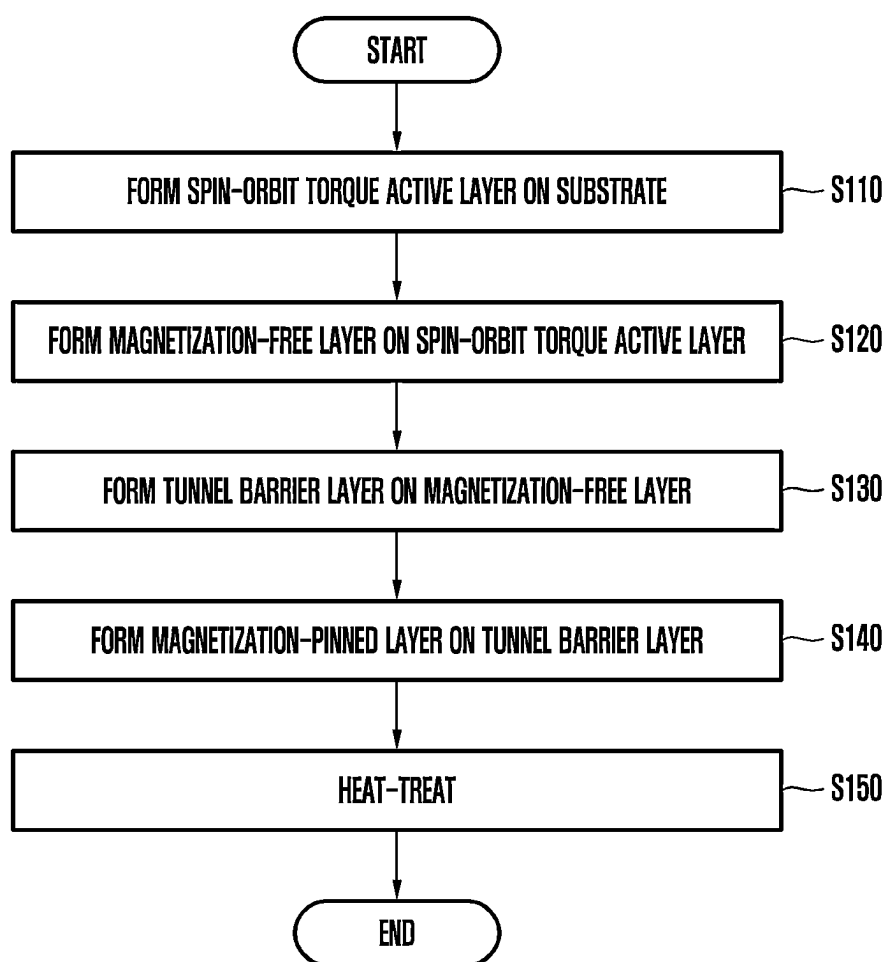 START
FORM SPIN-ORBIT TORQUE ACTIVE LAYER ON SUBSTRATE
S110
FORM MAGNETIZATION-FREE LAYER ON SPIN-ORBIT TORQUE ACTIVE LAYER
S120
FORM TUNNEL BARRIER LAYER ON MAGNETIZATION-FREE LAYER
S130
FORM MAGNETIZATION-PINNED LAYER ON TUNNEL BARRIER LAYER
S140
HEAT-TREAT
S150
END